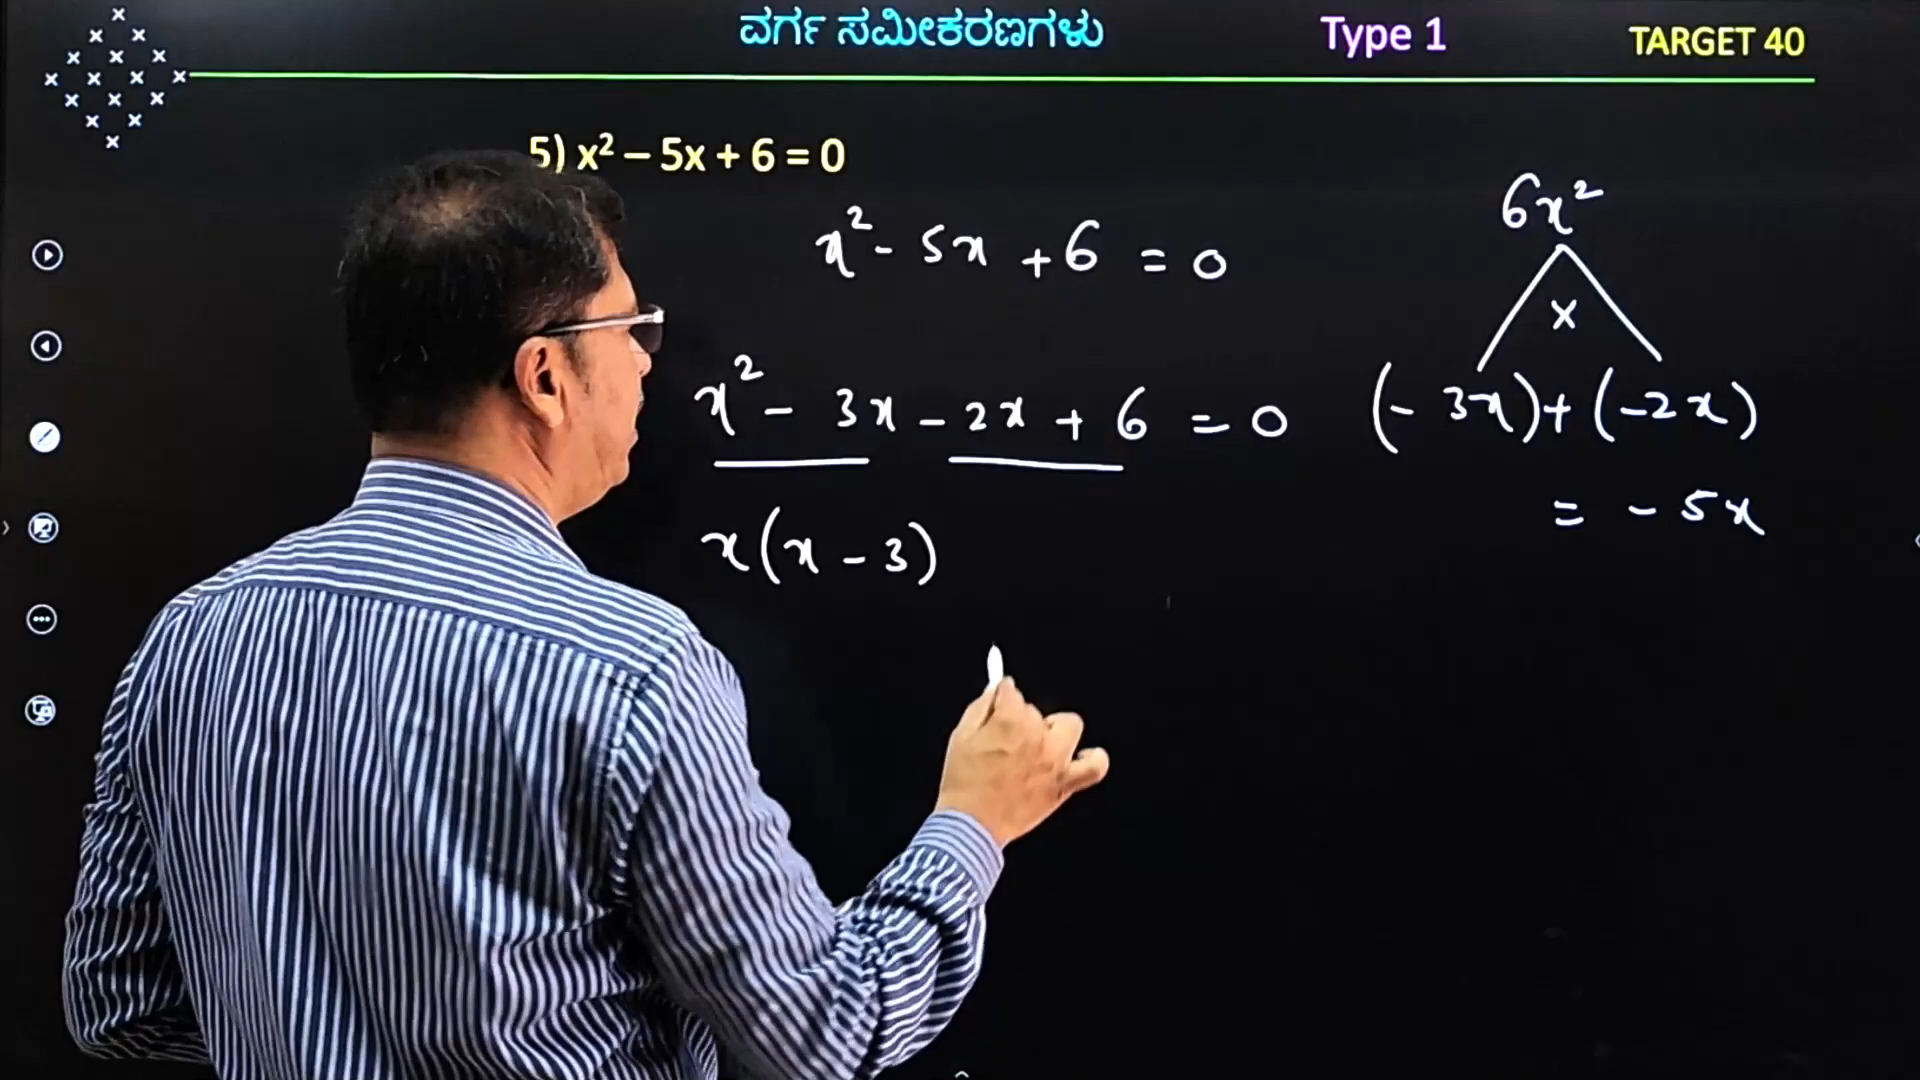 ವರ್ಗ ಸಮೀಕರಣಗಳು Type 1 TARGET 40
5) x² – 5x + 6 = 0
x² - 5x + 6 = 0
x² - 3x - 2x + 6 = 0
x(x - 3)
6x²
x
(- 3x) + (-2x)
= - 5x